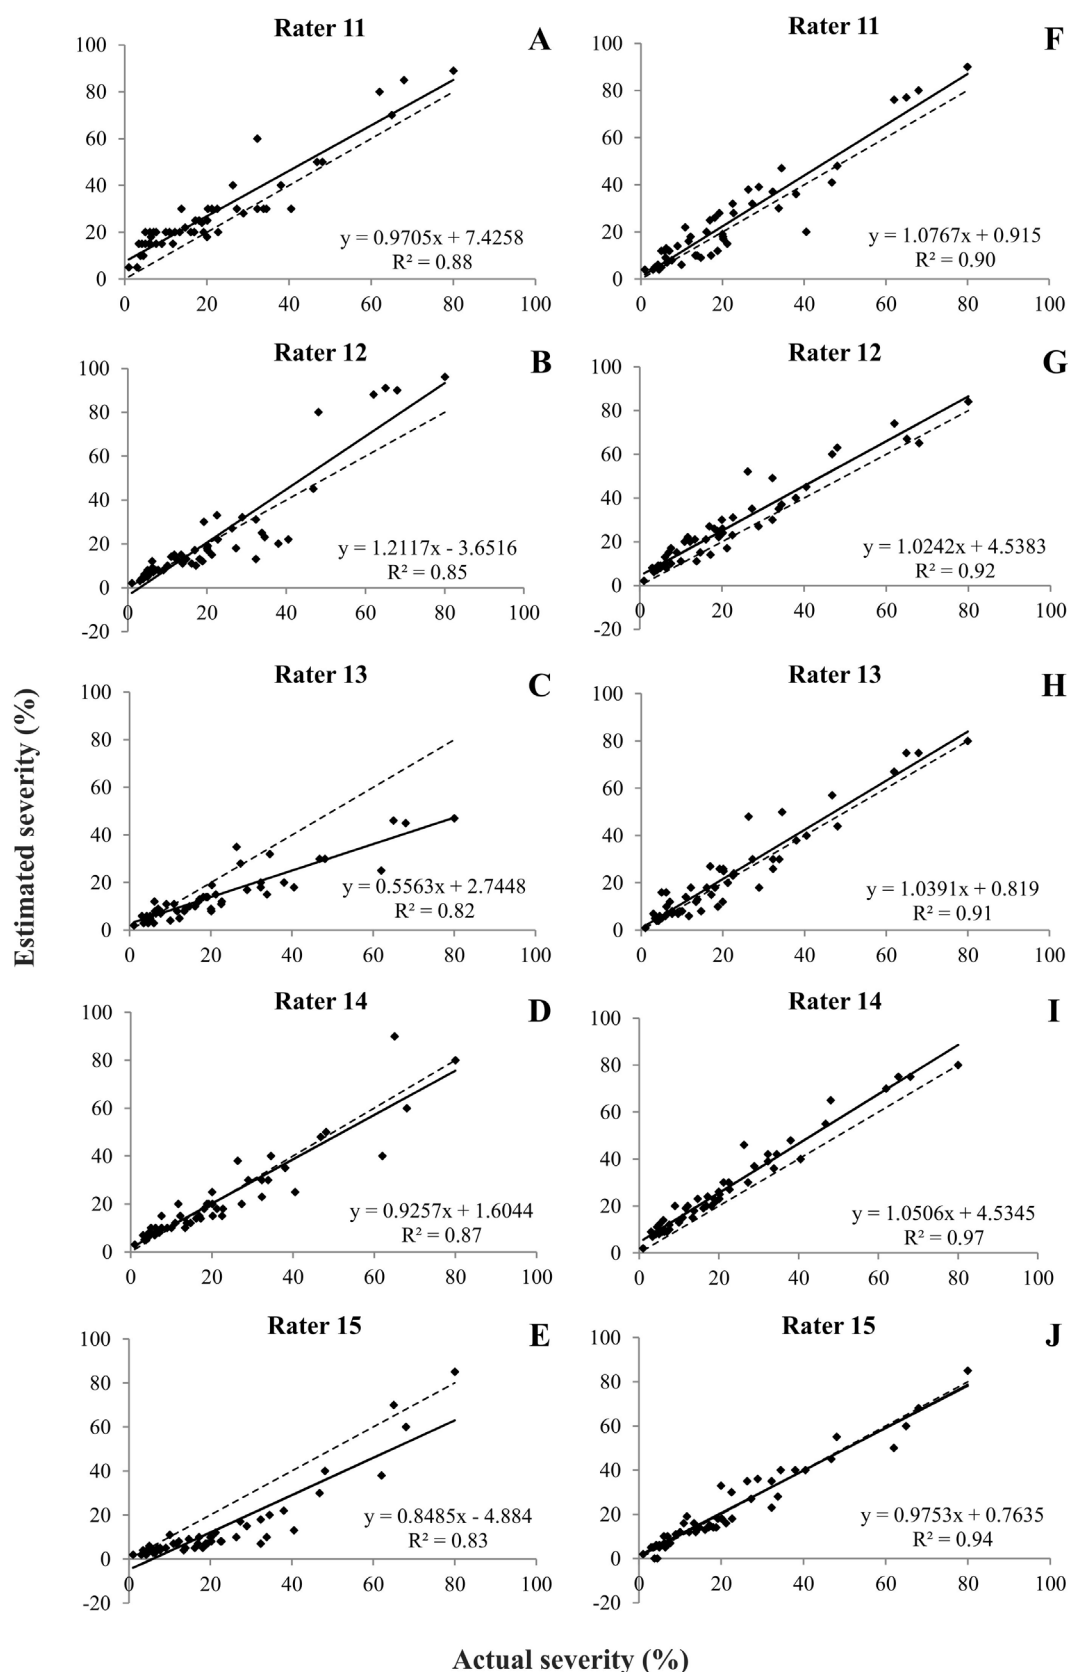 Rater 11
A
100
80
60
40
20
0
y = 0.9705x + 7.4258
R² = 0.88
0 20 40 60 80 100
Rater 11
F
100
80
60
40
20
0
y = 1.0767x + 0.915
R² = 0.90
0 20 40 60 80 100
Rater 12
B
100
80
60
40
20
0
-20
y = 1.2117x - 3.6516
R² = 0.85
0 20 40 60 80 100
Rater 12
G
100
80
60
40
20
0
-20
y = 1.0242x + 4.5383
R² = 0.92
0 20 40 60 80 100
Rater 13
C
100
80
60
40
20
0
y = 0.5563x + 2.7448
R² = 0.82
0 20 40 60 80 100
Rater 13
H
100
80
60
40
20
0
y = 1.0391x + 0.819
R² = 0.91
0 20 40 60 80 100
Estimated severity (%)
Rater 14
D
100
80
60
40
20
0
y = 0.9257x + 1.6044
R² = 0.87
0 20 40 60 80 100
Rater 14
I
100
80
60
40
20
0
y = 1.0506x + 4.5345
R² = 0.97
0 20 40 60 80 100
Rater 15
E
100
80
60
40
20
0
-20
y = 0.8485x - 4.884
R² = 0.83
0 20 40 60 80 100
Rater 15
J
100
80
60
40
20
0
-20
y = 0.9753x + 0.7635
R² = 0.94
0 20 40 60 80 100
Actual severity (%)